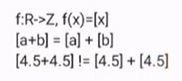 f:R->Z, f(x)=[x]
[a+b] = [a] + [b]
[4.5+4.5] != [4.5] + [4.5]